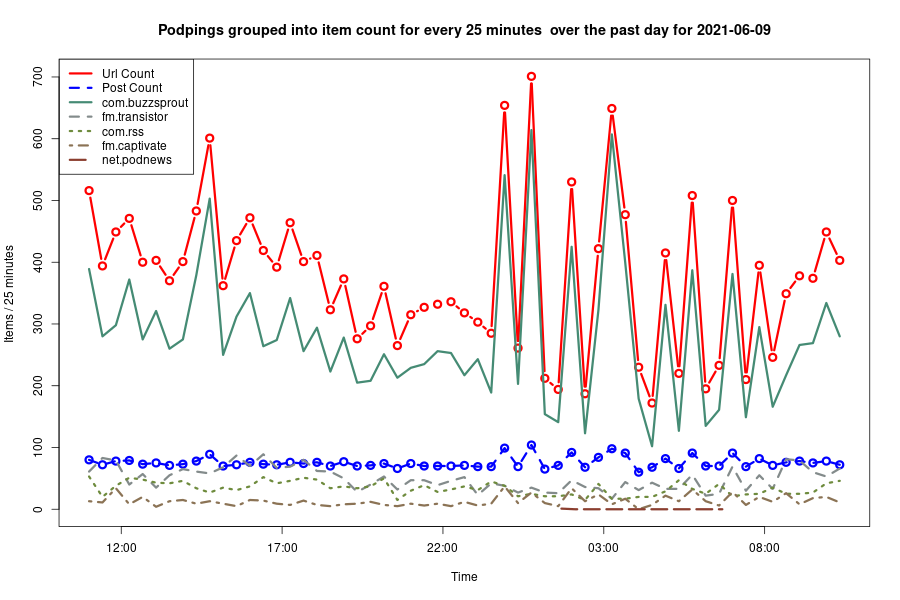 Podpings grouped into item count for every 25 minutes  over the past day for 2021-06-09
Url Count
Post Count
com.buzzsprout
fm.transistor
com.rss
fm.captivate
net.podnews
Items / 25 minutes
700
600
500
400
300
200
100
0
12:00 17:00 22:00 03:00 08:00
Time